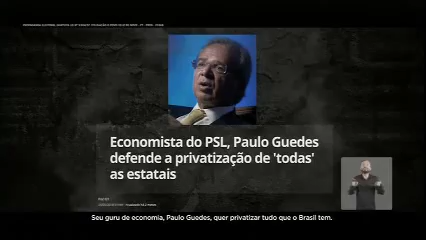 Economista do PSL, Paulo Guedes
defende a privatização de 'todas'
as estatais
Seu guru de economia, Paulo Guedes, quer privatizar tudo que o Brasil tem.